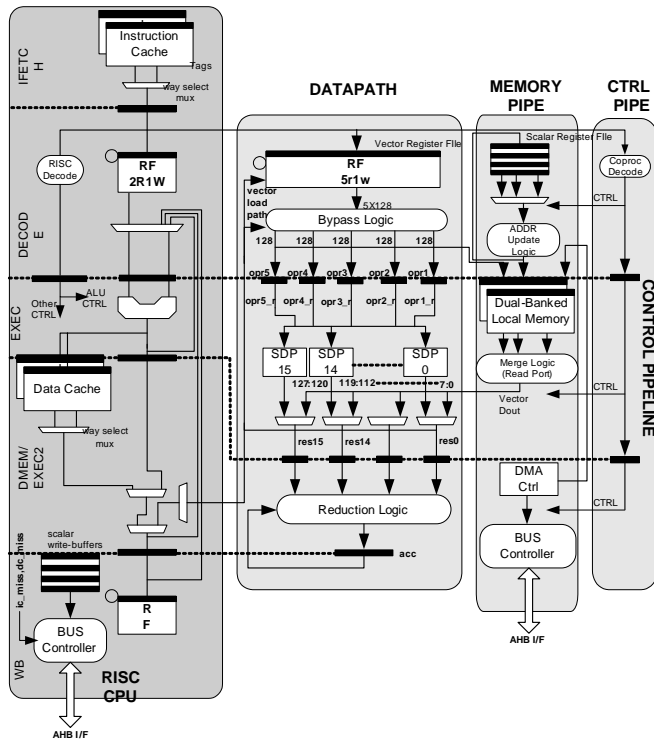 IFETC
H
Instruction
Cache
Tags
way select
mux
DATAPATH
MEMORY
PIPE
CTRL
PIPE
RISC
Decode
RF
2R1W
Vector Register FIle
RF
5r1w
vector
load
path
5X128
Bypass Logic
128
128
128
128
128
Scalar Register FIle
ADDR
Update
Logic
Coproc
Decode
CTRL
DECOD
E
opr5
opr4
opr3
opr2
opr1
opr5_r
opr4_r
opr3_r
opr2_r
opr1_r
EXEC
Other
CTRL
ALU
CTRL
Dual-Banked
Local Memory
CONTROL PIPELINE
SDP
15
SDP
14
SDP
0
127:120
119:112
7:0
Merge Logic
(Read Port)
Vector
Dout
CTRL
Data Cache
way select
mux
DMEM/
EXEC2
res15
res14
res0
DMA
Ctrl
CTRL
Reduction Logic
BUS
Controller
acc
scalar
write-buffers
ic_miss,dc_miss
R
F
BUS
Controller
WB
RISC
CPU
AHB I/F
AHB I/F